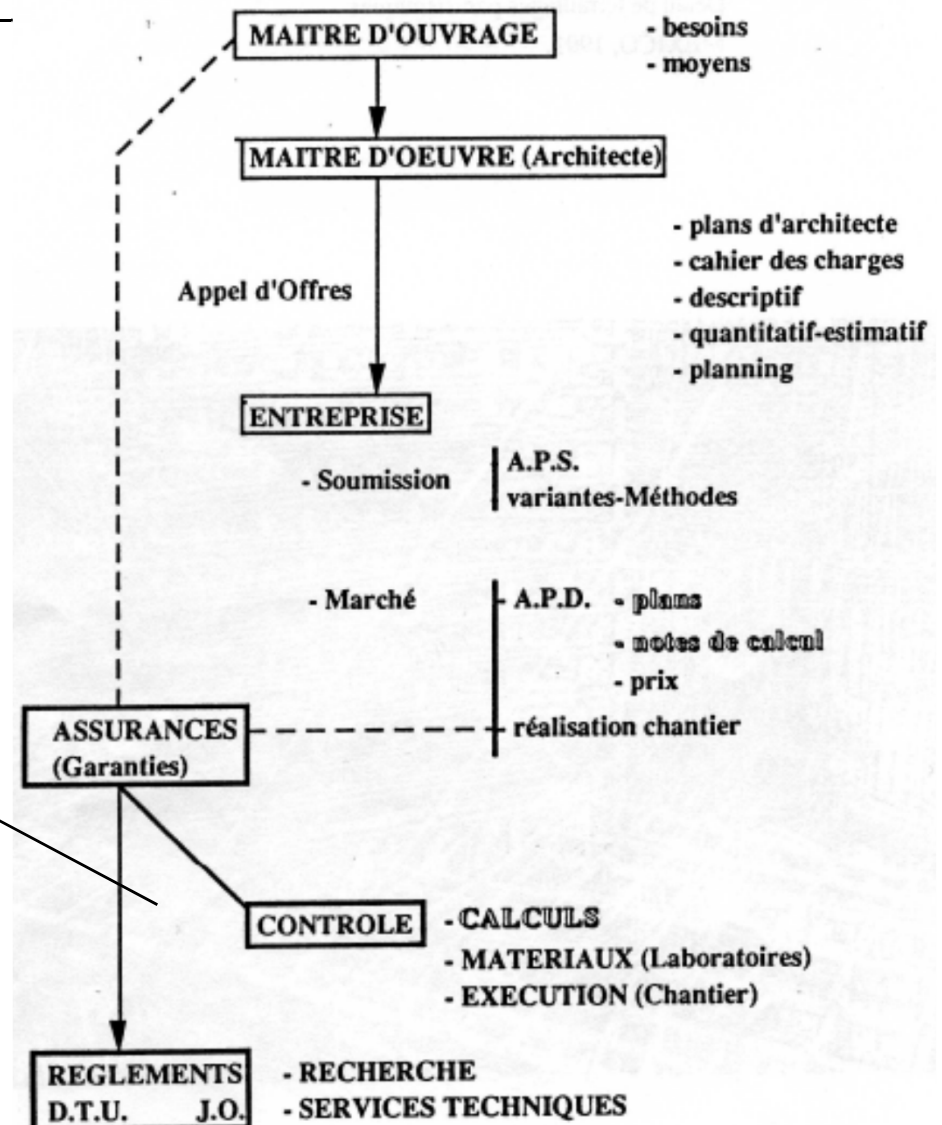 MAITRE D'OUVRAGE
- besoins
- moyens
MAITRE D'OEUVRE (Architecte)
- plans d'architecte
- cahier des charges
- descriptif
- quantitatif-estimatif
- planning
Appel d'Offres
ENTREPRISE
- Soumission
A.P.S.
variantes-Méthodes
- Marché
- A.P.D. - plans
- notes de calcul
- prix
- réalisation chantier
ASSURANCES
(Garanties)
CONTROLE
- CALCULS
- MATERIAUX (Laboratoires)
- EXECUTION (Chantier)
REGLEMENTS
D.T.U. J.O.
- RECHERCHE
- SERVICES TECHNIQUES